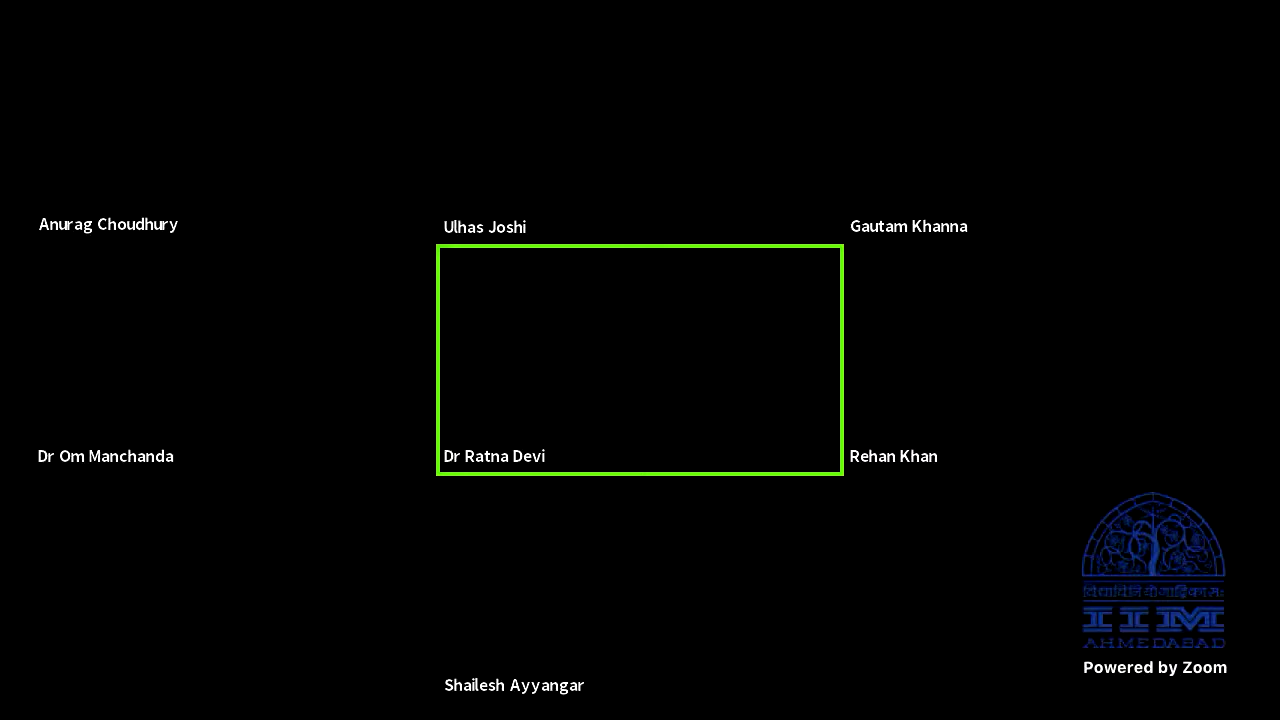 Anurag Choudhury
Ulhas Joshi
Gautam Khanna
Dr Om Manchanda
Dr Ratna Devi
Rehan Khan
विद्याविनियोगाद्विकासः
IIM
AHMEDABAD
Powered by Zoom
Shailesh Ayyangar